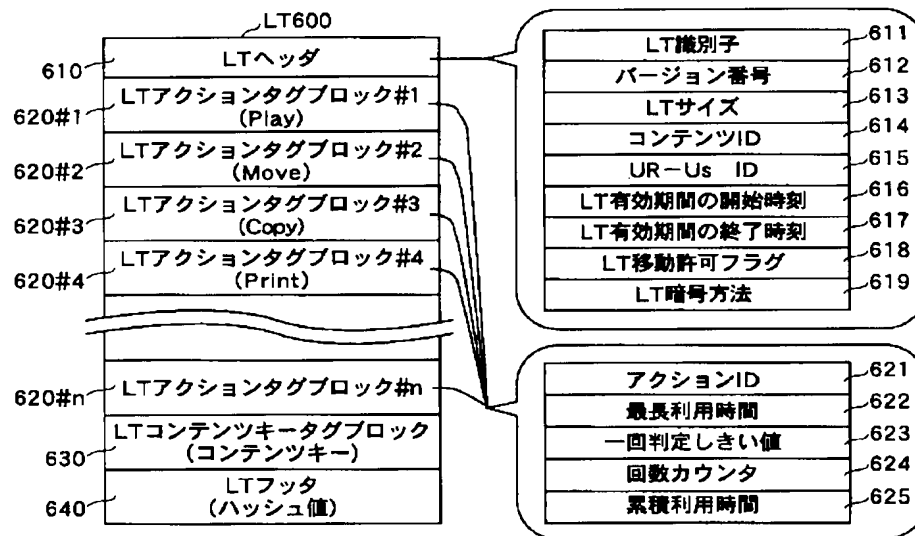 LT600
610
LTヘッダ
620#1
LTアクションタグブロック#1
(Play)
620#2
LTアクションタグブロック#2
(Move)
620#3
LTアクションタグブロック#3
(Copy)
620#4
LTアクションタグブロック#4
(Print)
620#n
LTアクションタグブロック#n
630
LTコンテンツキータグブロック
(コンテンツキー)
640
LTフッタ
(ハッシュ値)
LT識別子 611
バージョン番号 612
LTサイズ 613
コンテンツID 614
UR-Us ID 615
LT有効期間の開始時刻 616
LT有効期間の終了時刻 617
LT移動許可フラグ 618
LT暗号方法 619
アクションID 621
最長利用時間 622
一回判定しきい値 623
回数カウンタ 624
累積利用時間 625